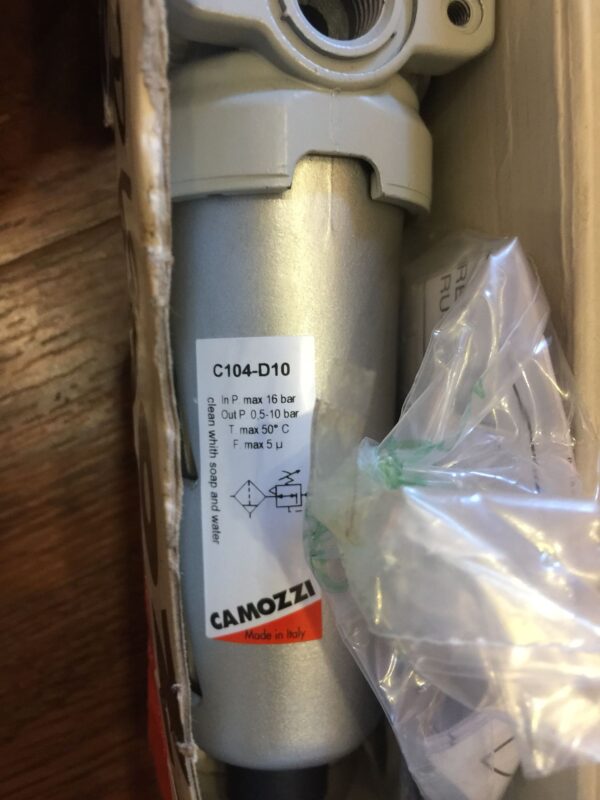 C104-D10
In P. max 16 bar
Out P. 0,5-10 bar
T. max 50° C
F. max 5 µ
clean whith soap and water
CAMOZZI
Made in Italy